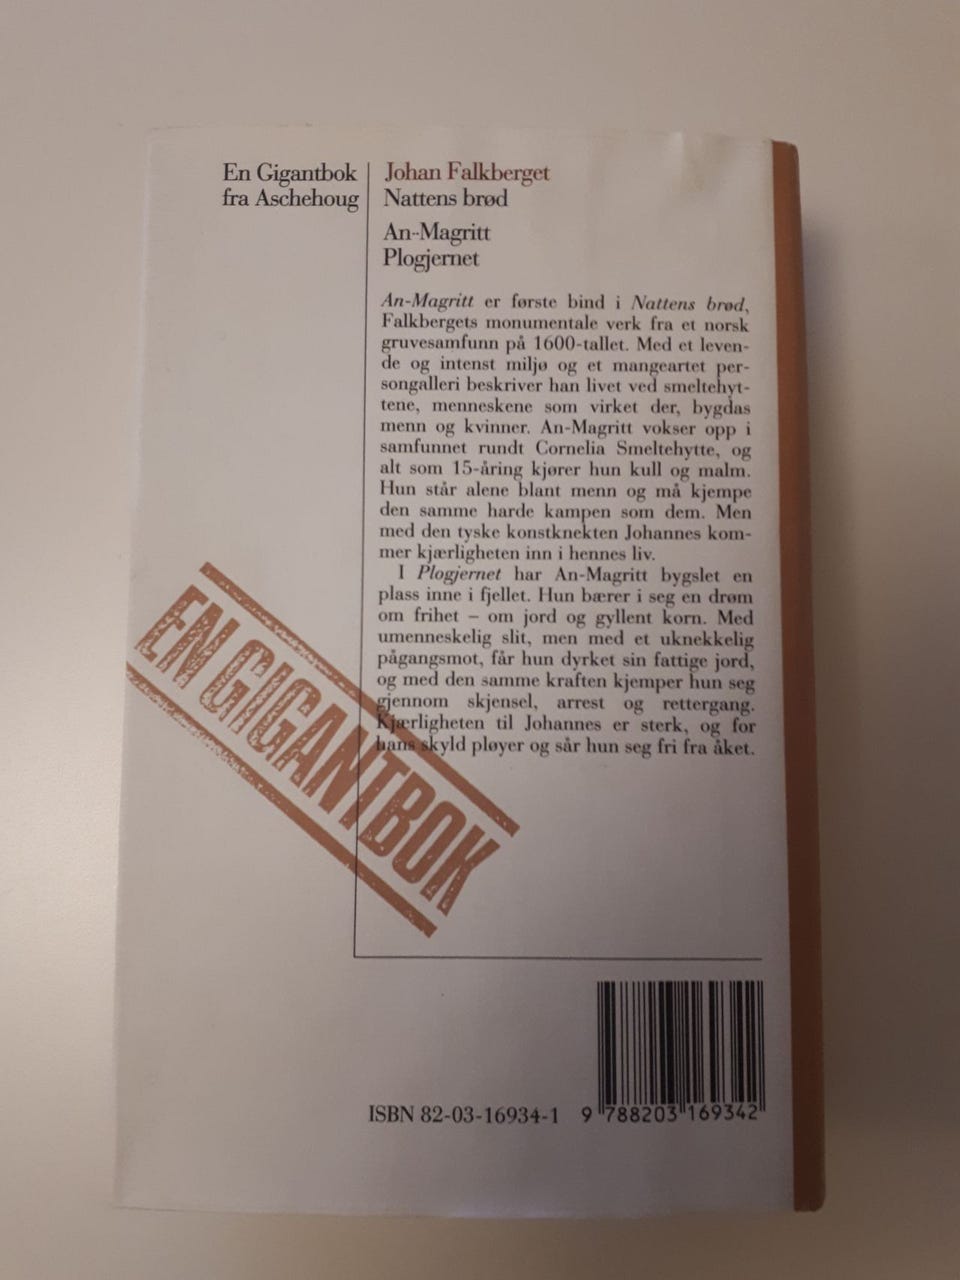 En Gigantbok
fra Aschehoug
Johan Falkberget
Nattens brød
An-Magritt
Plogjernet
An-Magritt er første bind i Nattens brød,
Falkbergets monumentale verk fra et norsk
gruvesamfunn på 1600-tallet. Med et leven-
de og intenst miljø og et mangeartet per-
songalleri beskriver han livet ved smeltehyt-
tene, menneskene som virket der, bygdas
menn og kvinner. An-Magritt vokser opp i
samfunnet rundt Cornelia Smeltehytte, og
alt som 15-åring kjører hun kull og malm.
Hun står alene blant menn og må kjempe
den samme harde kampen som dem. Men
med den tyske konstknekten Johannes kom-
mer kjærligheten inn i hennes liv.
I Plogjernet har An-Magritt bygslet en
plass inne i fjellet. Hun bærer i seg en drøm
om frihet – om jord og gyllent korn. Med
umenneskelig slit, men med et uknekkelig
pågangsmot, får hun dyrket sin fattige jord,
og med den samme kraften kjemper hun seg
gjennom skjensel, arrest og rettergang.
Kjærligheten til Johannes er sterk, og for
hans skyld pløyer og sår hun seg fri fra åket.
EN GIGANTBOK
ISBN 82-03-16934-1
9 788203 169342